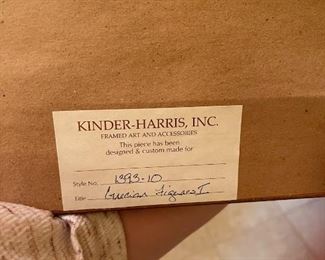 KINDER-HARRIS, INC.
FRAMED ART AND ACCESSORIES
This piece has been
designed & custom made for
Style No. 1393-10
Title Grecian Figures I